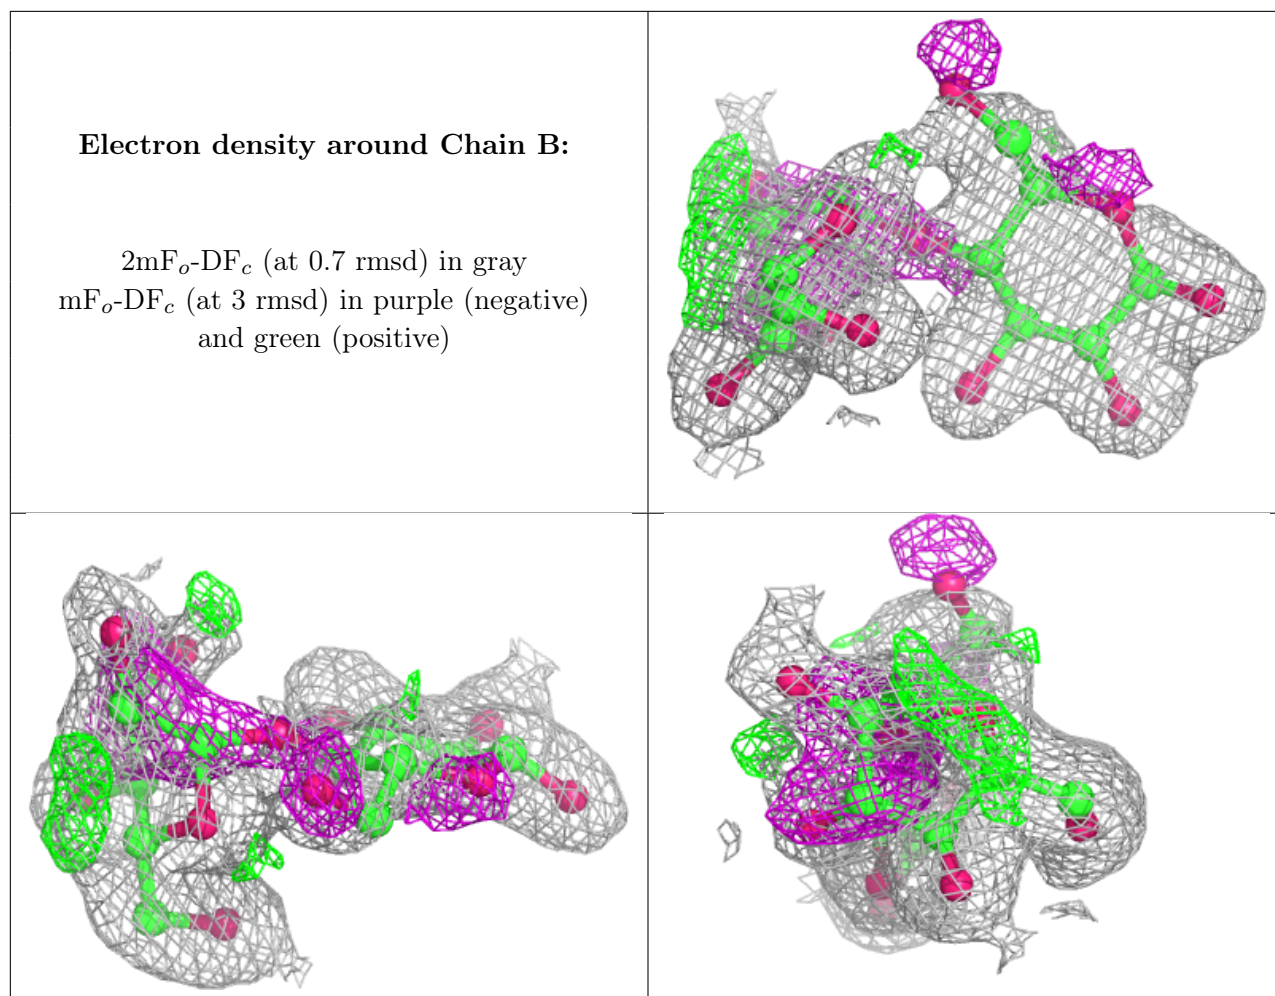 Electron density around Chain B:
2mFₒ-DF𝒸 (at 0.7 rmsd) in gray
mFₒ-DF𝒸 (at 3 rmsd) in purple (negative)
and green (positive)